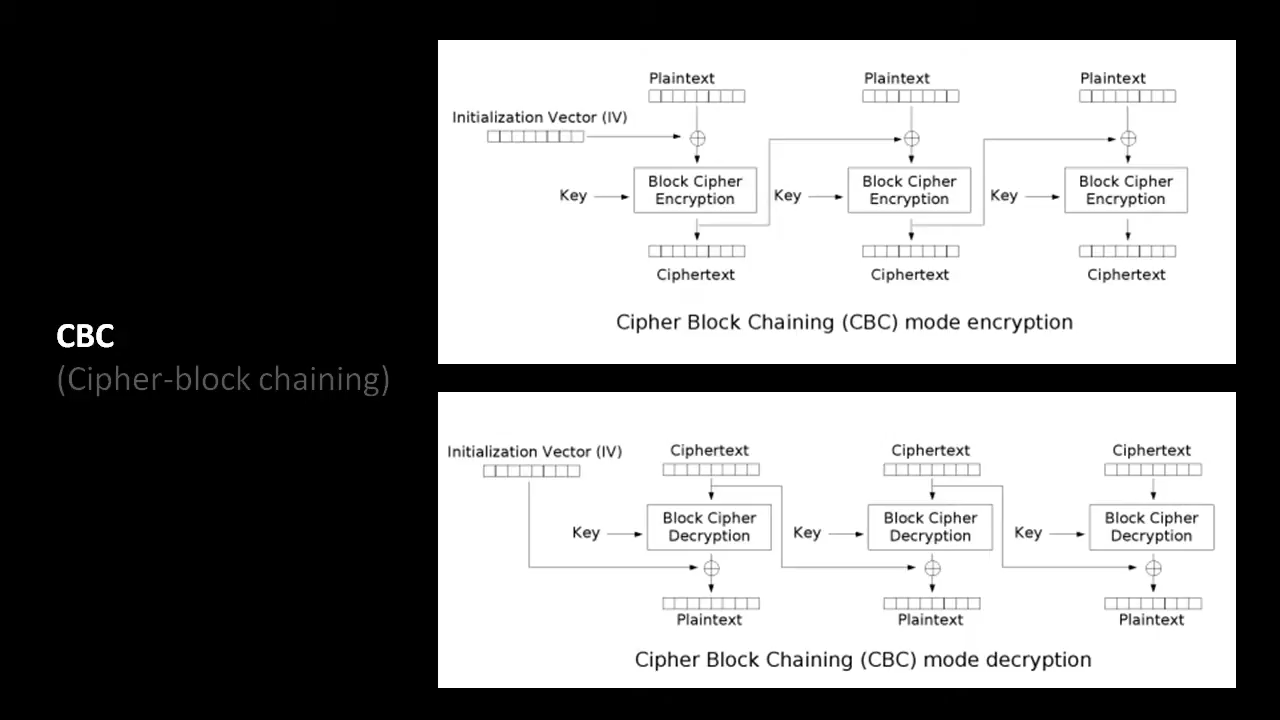 CBC
(Cipher-block chaining)
Plaintext
Plaintext
Plaintext
Initialization Vector (IV)
Key
Block Cipher
Encryption
Key
Block Cipher
Encryption
Key
Block Cipher
Encryption
Ciphertext
Ciphertext
Ciphertext
Cipher Block Chaining (CBC) mode encryption
Initialization Vector (IV)
Ciphertext
Ciphertext
Ciphertext
Key
Block Cipher
Decryption
Key
Block Cipher
Decryption
Key
Block Cipher
Decryption
Plaintext
Plaintext
Plaintext
Cipher Block Chaining (CBC) mode decryption